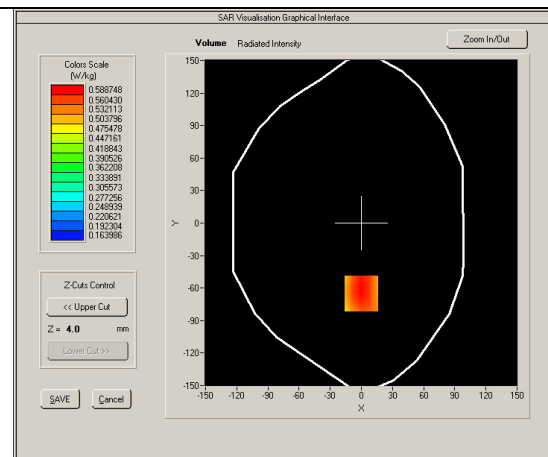 SAR Visualisation Graphical Interface
Volume Radiated Intensity
Zoom In/Out
Colors Scale
(W/kg)
0.588748
0.560430
0.532113
0.503796
0.475478
0.447161
0.418843
0.390526
0.362208
0.333891
0.305573
0.277256
0.248939
0.220621
0.192304
0.163986
Z-Cuts Control
<< Upper Cut
Z = 4.0 mm
Lower Cut >>
SAVE Cancel
150
120
90
60
30
0
-30
-60
-90
-120
-150
Y
-150 -120 -90 -60 -30 0 30 60 90 120 150
X